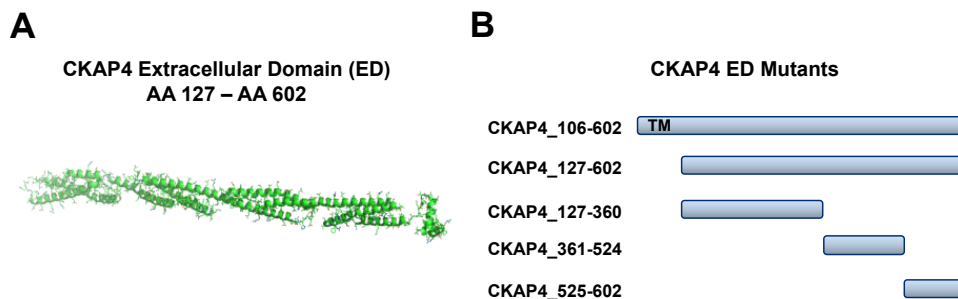 A
CKAP4 Extracellular Domain (ED)
AA 127 – AA 602
B
CKAP4 ED Mutants
CKAP4_106-602
TM
CKAP4_127-602
CKAP4_127-360
CKAP4_361-524
CKAP4_525-602